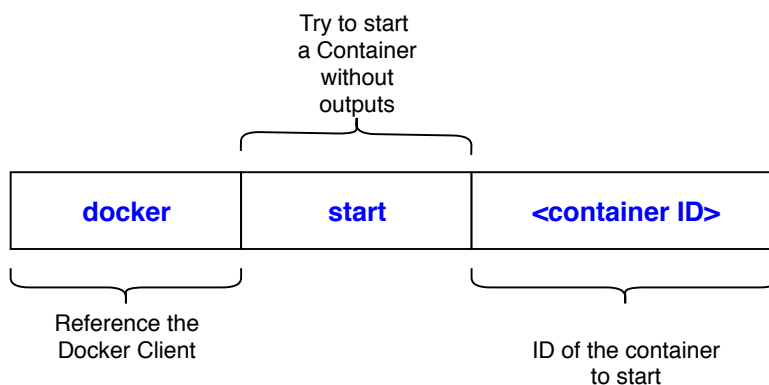 Try to start
a Container
without
outputs
docker
start
<container ID>
Reference the
Docker Client
ID of the container
to start